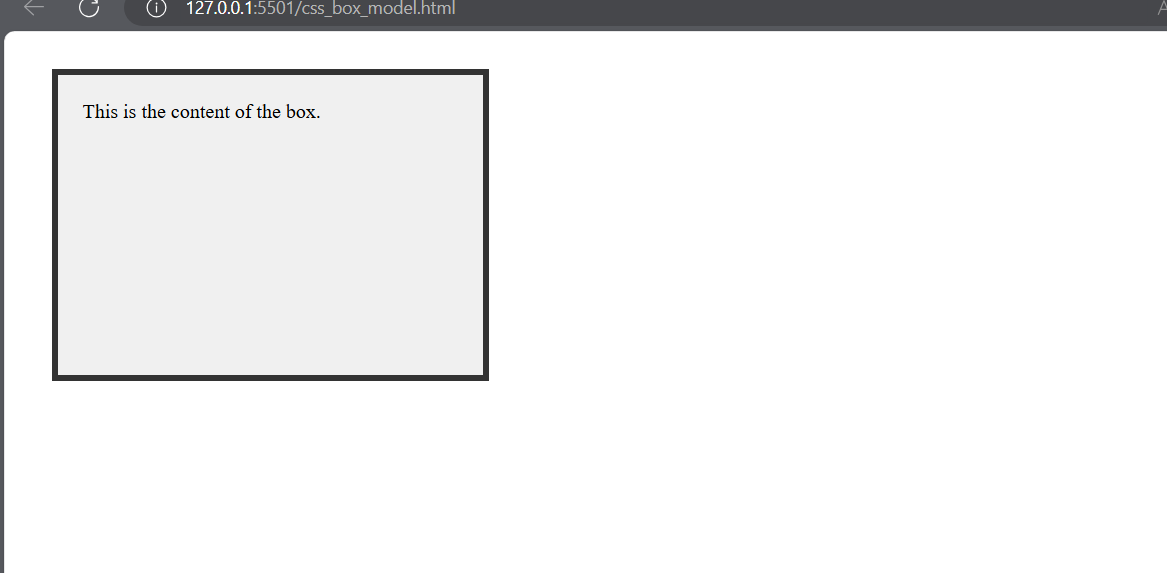 127.0.0.1:5501/css_box_model.html
This is the content of the box.